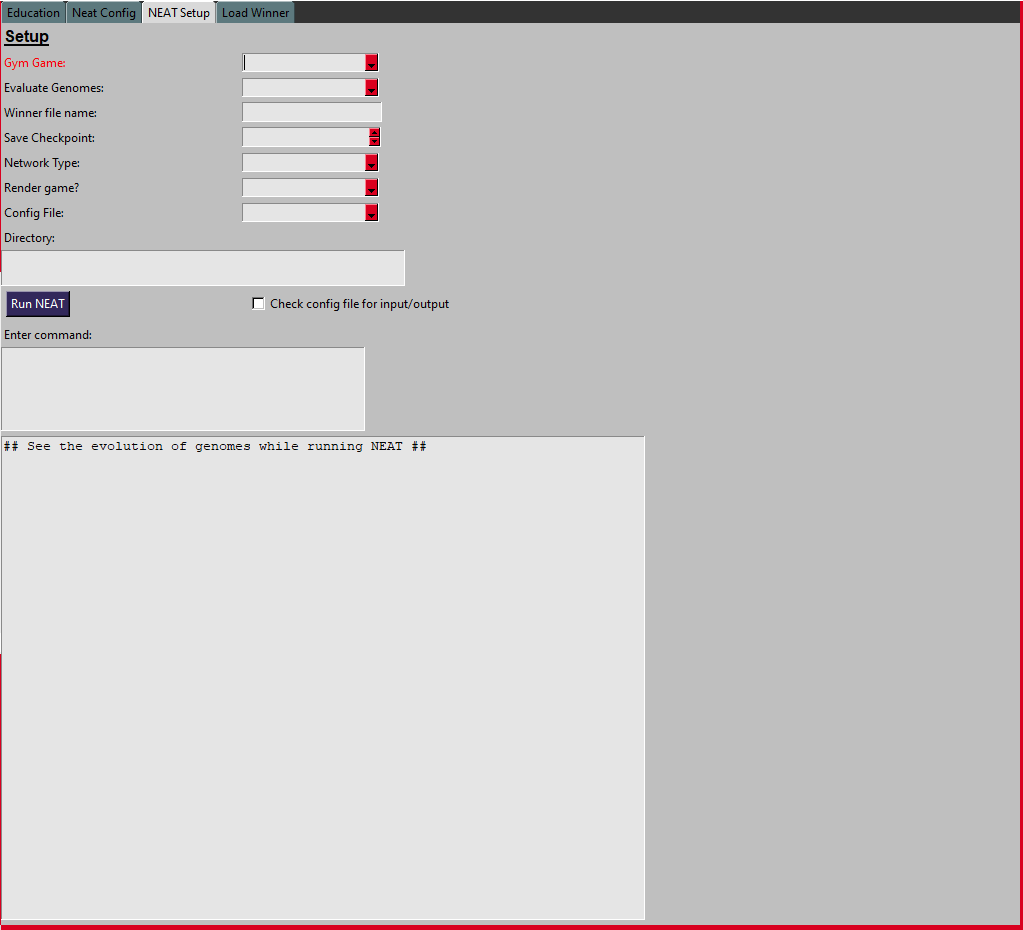 Education Neat Config NEAT Setup Load Winner
Setup
Gym Game:
Evaluate Genomes:
Winner file name:
Save Checkpoint:
Network Type:
Render game?
Config File:
Directory:
Run NEAT Check config file for input/output
Enter command:
## See the evolution of genomes while running NEAT ##